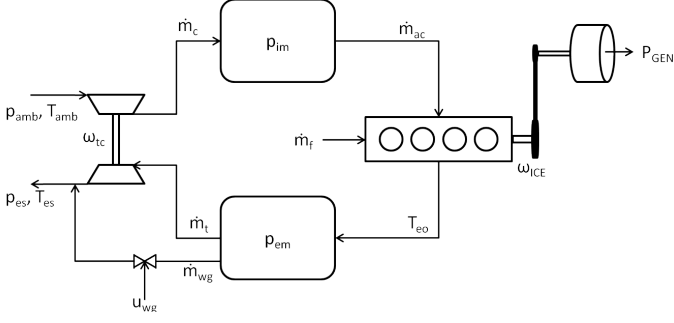 ṁc
pim
ṁac
PGEN
pamb, Tamb
ωtc
ṁf
ωICE
pes, Tes
ṁt
pem
Teo
ṁwg
uwg